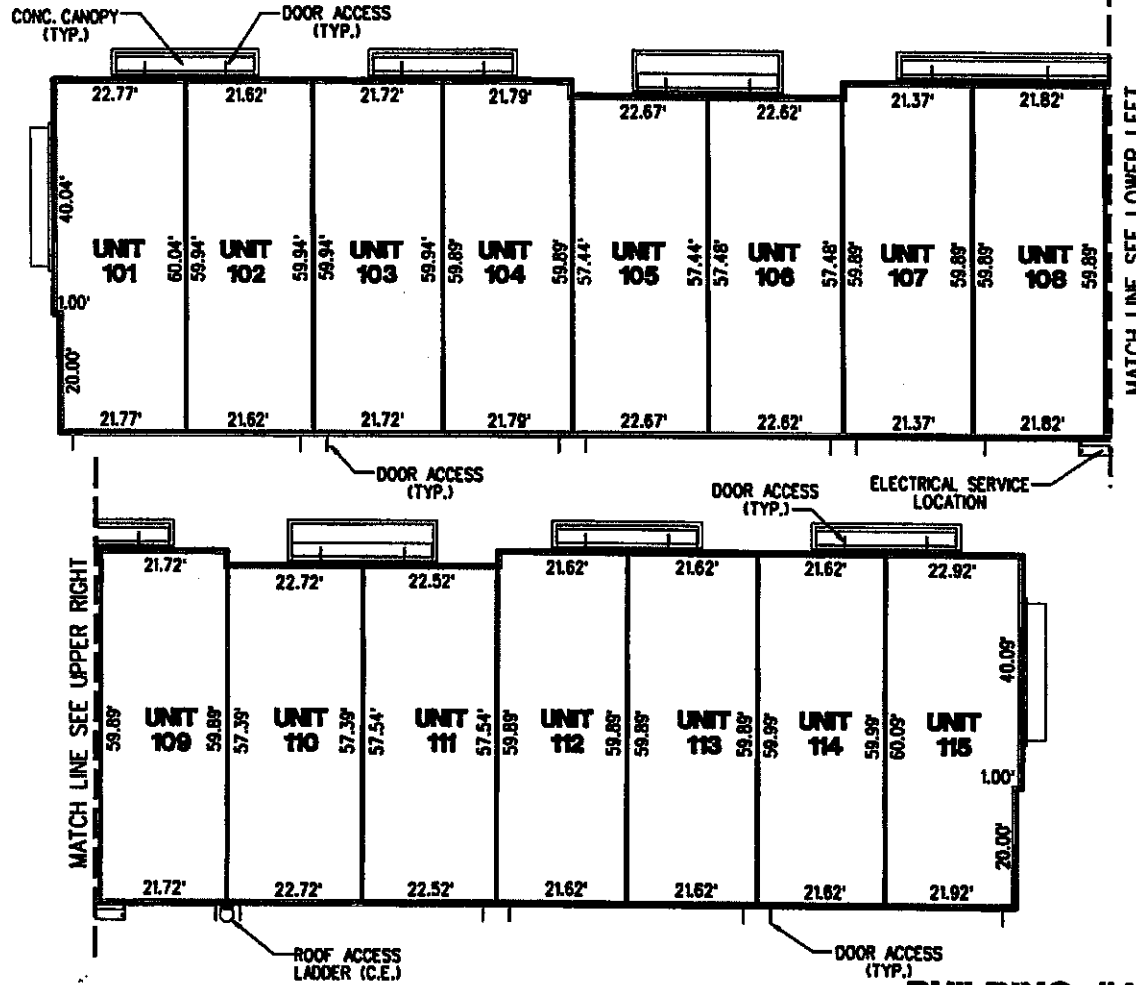 CONC. CANOPY
(TYP.)
DOOR ACCESS
(TYP.)
22.77'
21.62'
21.72'
21.79'
22.67'
22.62'
21.37'
21.82'
40.04'
UNIT
101
60.04'
59.94'
UNIT
102
59.94'
59.94'
UNIT
103
59.94'
59.89'
UNIT
104
59.89'
57.44'
UNIT
105
57.44'
57.48'
UNIT
106
57.48'
59.89'
UNIT
107
59.89'
59.89'
UNIT
108
59.89'
MATCH LINE SEE LOWER LEFT
1.00'
20.00'
21.77'
21.62'
21.72'
21.79'
22.67'
22.62'
21.37'
21.82'
DOOR ACCESS
(TYP.)
DOOR ACCESS
(TYP.)
ELECTRICAL SERVICE
LOCATION
MATCH LINE SEE UPPER RIGHT
21.72'
22.72'
22.52'
21.62'
21.62'
21.62'
22.92'
59.89'
UNIT
109
59.89'
57.39'
UNIT
110
57.39'
57.54'
UNIT
111
57.54'
59.89'
UNIT
112
59.89'
59.89'
UNIT
113
59.89'
59.99'
UNIT
114
59.99'
60.09'
UNIT
115
40.09'
1.00'
20.00'
21.72'
22.72'
22.52'
21.62'
21.62'
21.62'
21.92'
ROOF ACCESS
LADDER (C.E.)
DOOR ACCESS
(TYP.)